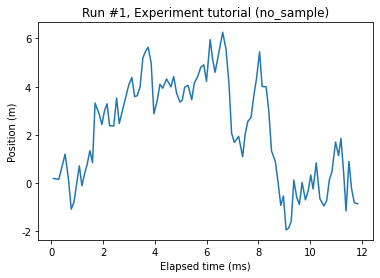 Run #1, Experiment tutorial (no_sample)
Position (m)
6
4
2
0
-2
0 2 4 6 8 10 12
Elapsed time (ms)